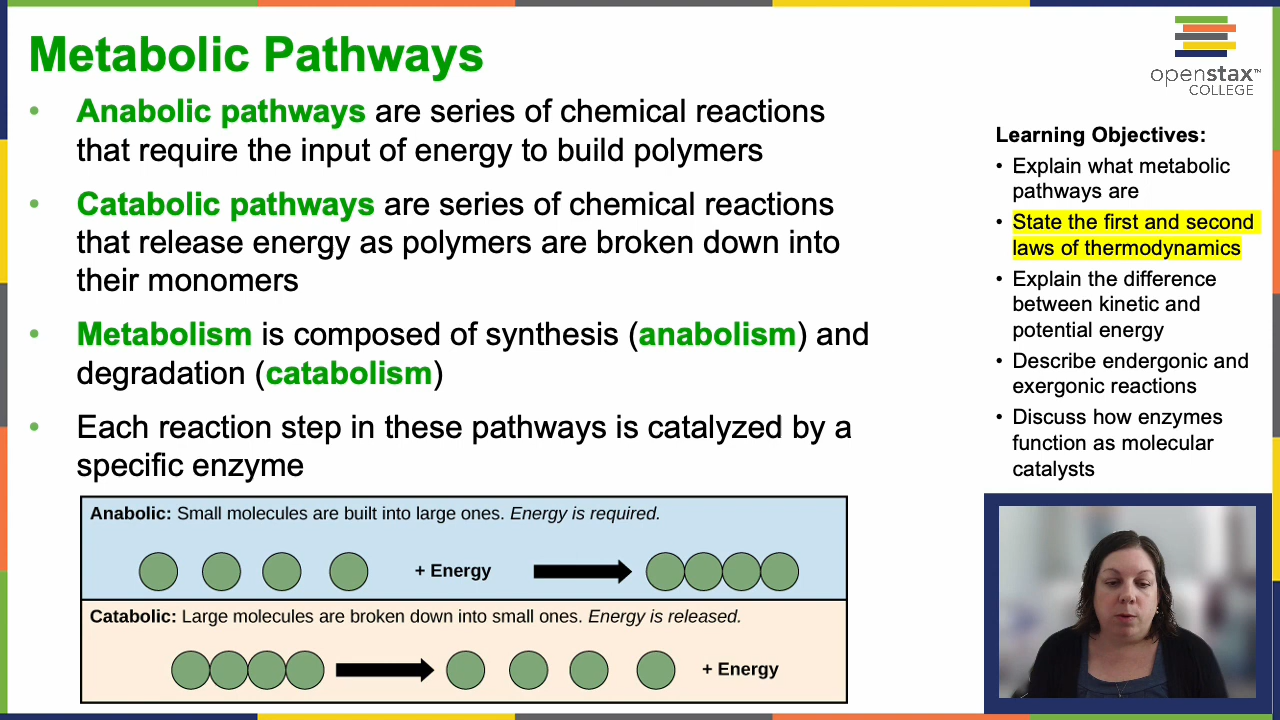 Metabolic Pathways
• Anabolic pathways are series of chemical reactions
that require the input of energy to build polymers
• Catabolic pathways are series of chemical reactions
that release energy as polymers are broken down into
their monomers
• Metabolism is composed of synthesis (anabolism) and
degradation (catabolism)
• Each reaction step in these pathways is catalyzed by a
specific enzyme
Anabolic: Small molecules are built into large ones. Energy is required.
+ Energy
Catabolic: Large molecules are broken down into small ones. Energy is released.
+ Energy
openstax™
COLLEGE
Learning Objectives:
• Explain what metabolic
pathways are
• State the first and second
laws of thermodynamics
• Explain the difference
between kinetic and
potential energy
• Describe endergonic and
exergonic reactions
• Discuss how enzymes
function as molecular
catalysts